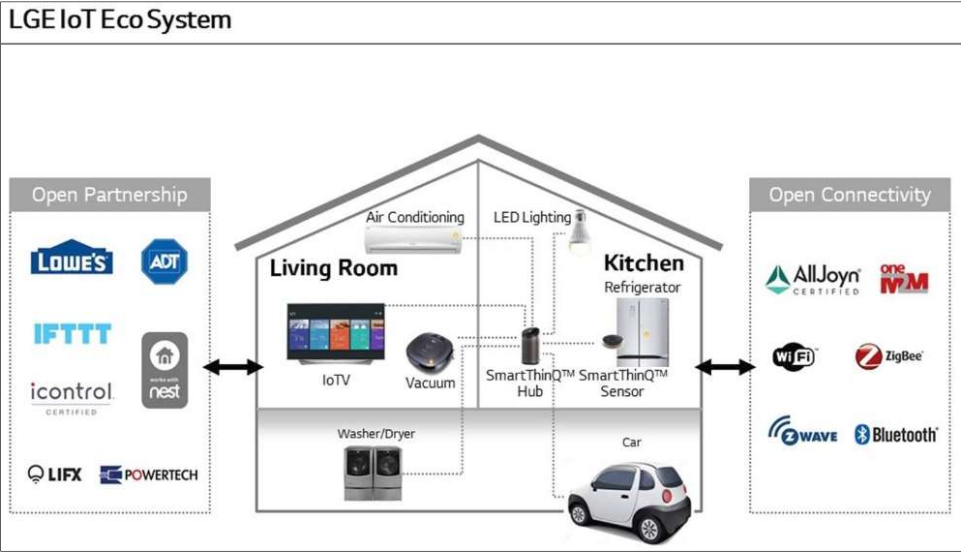 LGE IoT Eco System
Open Partnership
LOWE'S
ADT
IFTTT
icontrol
CERTIFIED
works with
nest
LIFX
POWERTECH
Air Conditioning
LED Lighting
Living Room
Kitchen
Refrigerator
IoTV
Vacuum
SmartThinQ™
Hub
SmartThinQ™
Sensor
Washer/Dryer
Car
Open Connectivity
AllJoyn
CERTIFIED
one
M2M
WiFi
ZigBee
Z WAVE
Bluetooth